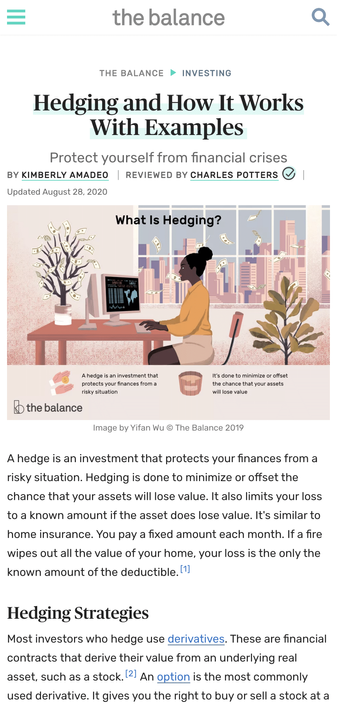 the balance
THE BALANCE ▶ INVESTING
Hedging and How It Works
With Examples
Protect yourself from financial crises
BY KIMBERLY AMADEO | REVIEWED BY CHARLES POTTERS |
Updated August 28, 2020
What Is Hedging?
A hedge is an investment that
protects your finances from a
risky situation
It's done to minimize or offset
the chance that your assets
will lose value
the balance
Image by Yifan Wu © The Balance 2019
A hedge is an investment that protects your finances from a
risky situation. Hedging is done to minimize or offset the
chance that your assets will lose value. It also limits your loss
to a known amount if the asset does lose value. It's similar to
home insurance. You pay a fixed amount each month. If a fire
wipes out all the value of your home, your loss is the only the
known amount of the deductible. [1]
Hedging Strategies
Most investors who hedge use derivatives. These are financial
contracts that derive their value from an underlying real
asset, such as a stock. [2] An option is the most commonly
used derivative. It gives you the right to buy or sell a stock at a